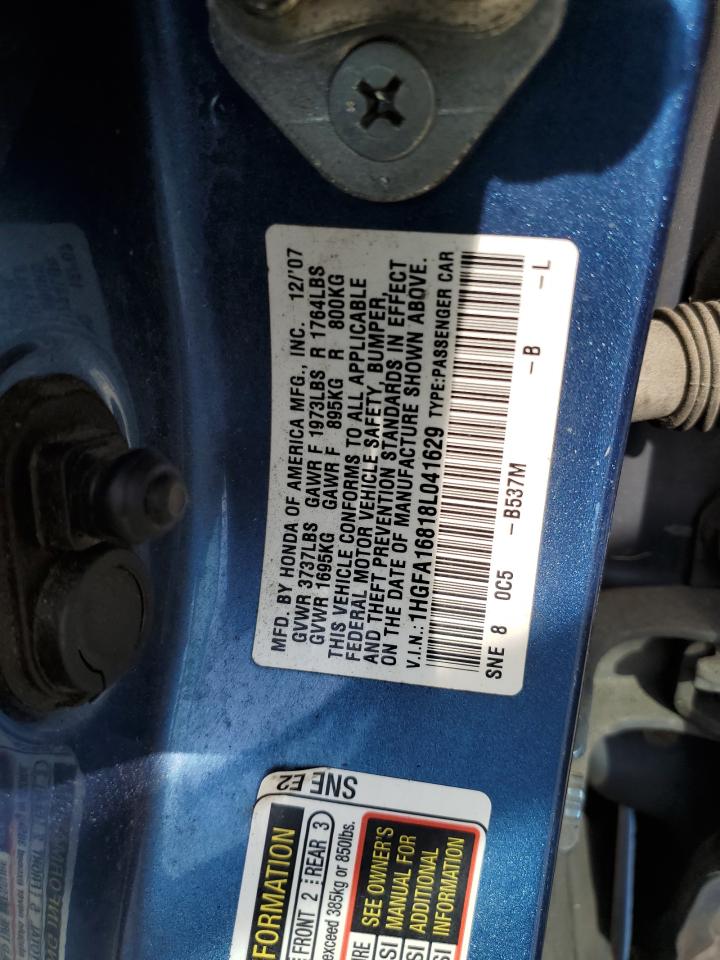 MFD. BY HONDA OF AMERICA MFG., INC. 12/'07
GVWR 3737LBS GAWR F 1973LBS R 1764LBS
GVWR 1695KG GAWR F 895KG R 800KG
THIS VEHICLE CONFORMS TO ALL APPLICABLE
FEDERAL MOTOR VEHICLE SAFETY, BUMPER,
AND THEFT PREVENTION STANDARDS IN EFFECT
ON THE DATE OF MANUFACTURE SHOWN ABOVE.
V.I.N.: 1HGFA16818L041629 TYPE:PASSENGER CAR
SNE 8 0C5 -B537M -B -L
SNE E2
FORMATION
FRONT 2 REAR 3
exceed 385kg or 850lbs.
SEE OWNER'S
MANUAL FOR
ADDITIONAL
INFORMATION